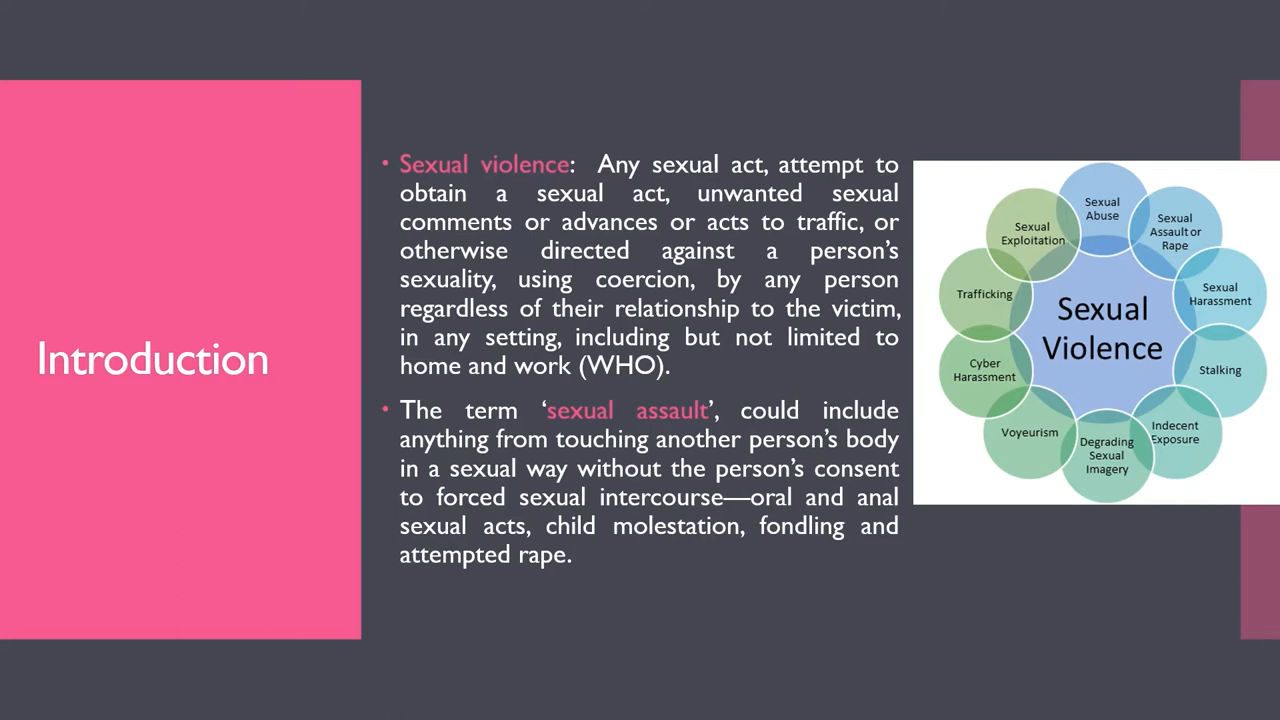 Introduction
• Sexual violence: Any sexual act, attempt to
obtain a sexual act, unwanted sexual
comments or advances or acts to traffic, or
otherwise directed against a person's
sexuality, using coercion, by any person
regardless of their relationship to the victim,
in any setting, including but not limited to
home and work (WHO).
• The term ‘sexual assault’, could include
anything from touching another person's body
in a sexual way without the person's consent
to forced sexual intercourse—oral and anal
sexual acts, child molestation, fondling and
attempted rape.
Sexual
Violence
Sexual
Abuse
Sexual
Assault or
Rape
Sexual
Harassment
Stalking
Indecent
Exposure
Degrading
Sexual
Imagery
Voyeurism
Cyber
Harassment
Trafficking
Sexual
Exploitation